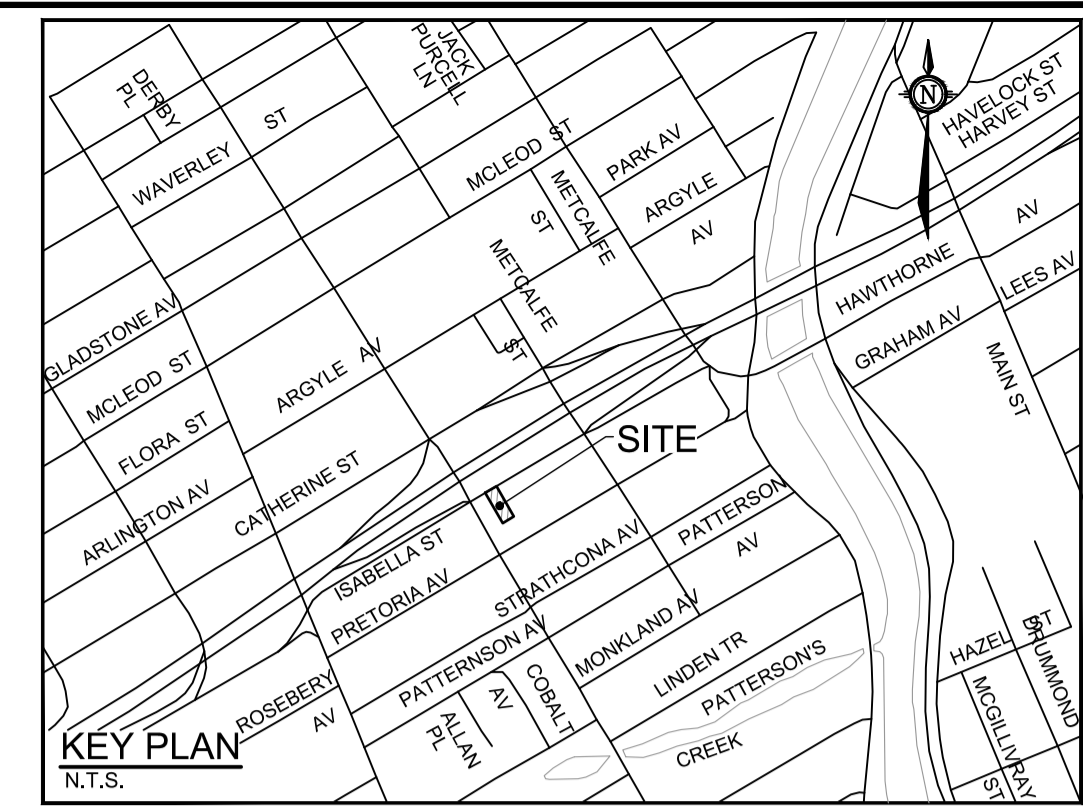 DERBY
PL
JACK
PURCELL
LN
N
HAVELOCK ST
HARVEY ST
ST
WAVERLEY
MCLEOD ST
PARK AV
METCALFE
ST
ARGYLE
AV
AV
METCALFE
ST
HAWTHORNE
LEES AV
GLADSTONE AV
GRAHAM AV
MCLEOD ST
ARGYLE AV
MAIN ST
FLORA ST
SITE
CATHERINE ST
ARLINGTON AV
PATTERSON
AV
ISABELLA ST
STRATHCONA AV
PRETORIA AV
MONKLAND AV
PATTERNSON AV
HAZEL ST
DRUMMOND
ST
LINDEN TR
PATTERSON'S
CREEK
COBALT
AV
ROSEBERY
AV
ALLAN
PL
MCGILLIVRAY
ST
KEY PLAN
N.T.S.